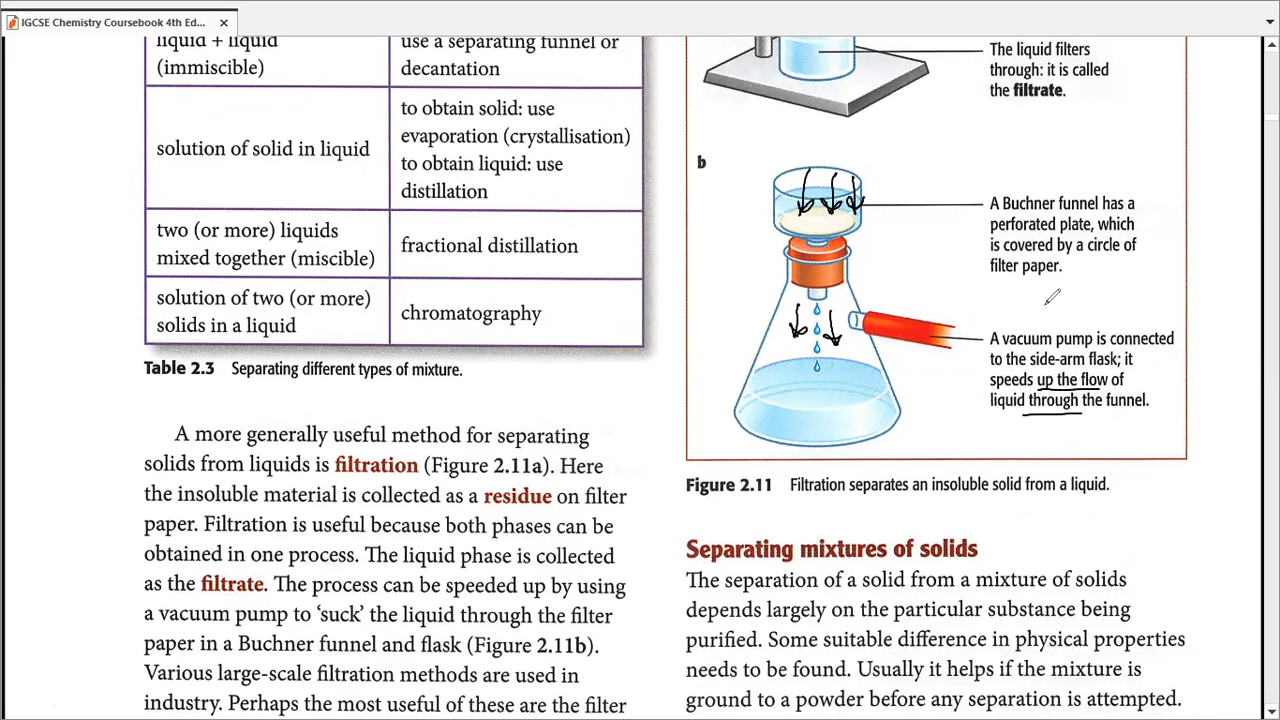 IGCSE Chemistry Coursebook 4th Ed...
liquid + liquid
(immiscible)
use a separating funnel or
decantation
solution of solid in liquid
to obtain solid: use
evaporation (crystallisation)
to obtain liquid: use
distillation
two (or more) liquids
mixed together (miscible)
fractional distillation
solution of two (or more)
solids in a liquid
chromatography
Table 2.3 Separating different types of mixture.
A more generally useful method for separating
solids from liquids is filtration (Figure 2.11a). Here
the insoluble material is collected as a residue on filter
paper. Filtration is useful because both phases can be
obtained in one process. The liquid phase is collected
as the filtrate. The process can be speeded up by using
a vacuum pump to ‘suck’ the liquid through the filter
paper in a Buchner funnel and flask (Figure 2.11b).
Various large-scale filtration methods are used in
industry. Perhaps the most useful of these are the filter
The liquid filters
through: it is called
the filtrate.
b
A Buchner funnel has a
perforated plate, which
is covered by a circle of
filter paper.
A vacuum pump is connected
to the side-arm flask; it
speeds up the flow of
liquid through the funnel.
Figure 2.11 Filtration separates an insoluble solid from a liquid.
Separating mixtures of solids
The separation of a solid from a mixture of solids
depends largely on the particular substance being
purified. Some suitable difference in physical properties
needs to be found. Usually it helps if the mixture is
ground to a powder before any separation is attempted.